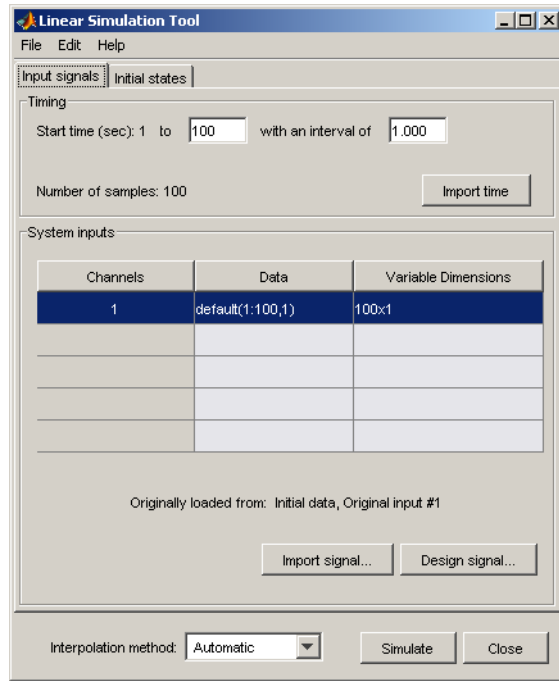 Linear Simulation Tool
File Edit Help
Input signals Initial states
Timing
Start time (sec): 1 to 100 with an interval of 1.000
Number of samples: 100 Import time
System inputs
Channels Data Variable Dimensions
1 default(1:100,1) 100x1
Originally loaded from: Initial data, Original input #1
Import signal... Design signal...
Interpolation method: Automatic Simulate Close